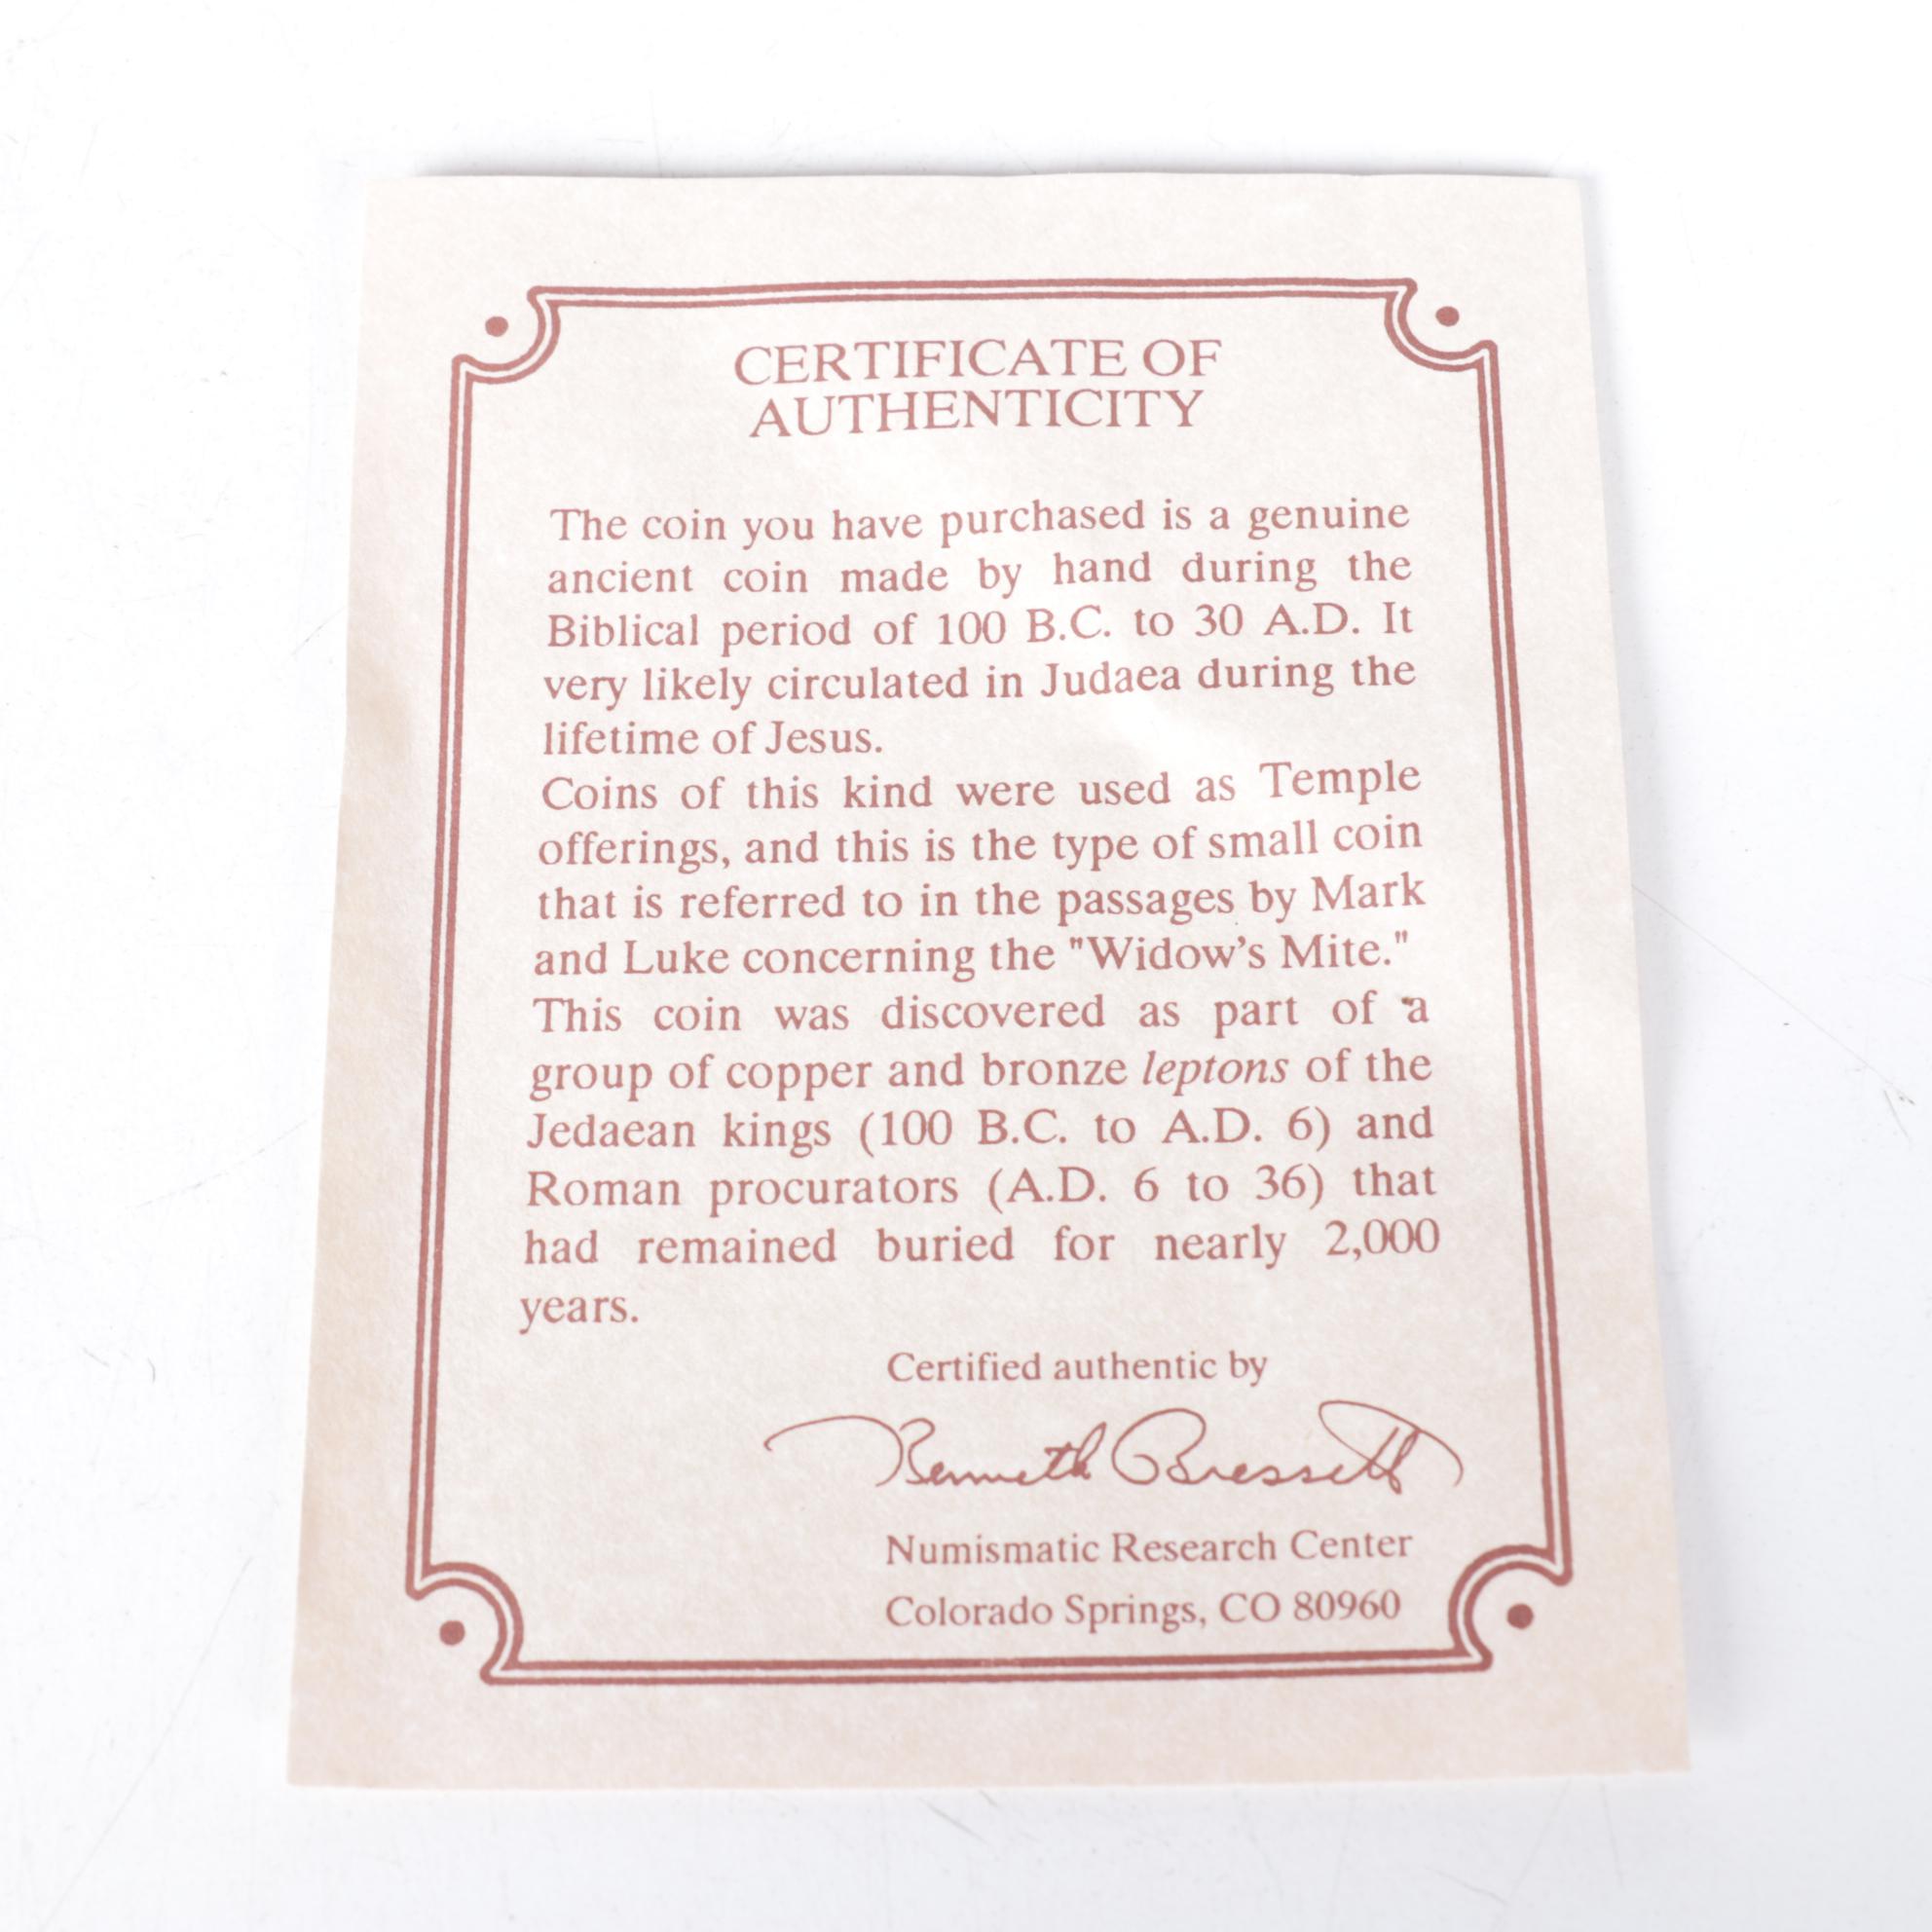 CERTIFICATE OF
AUTHENTICITY
The coin you have purchased is a genuine
ancient coin made by hand during the
Biblical period of 100 B.C. to 30 A.D. It
very likely circulated in Judaea during the
lifetime of Jesus.
Coins of this kind were used as Temple
offerings, and this is the type of small coin
that is referred to in the passages by Mark
and Luke concerning the "Widow's Mite."
This coin was discovered as part of a
group of copper and bronze leptons of the
Jedaean kings (100 B.C. to A.D. 6) and
Roman procurators (A.D. 6 to 36) that
had remained buried for nearly 2,000
years.
Certified authentic by
Kenneth Bressett
Numismatic Research Center
Colorado Springs, CO 80960